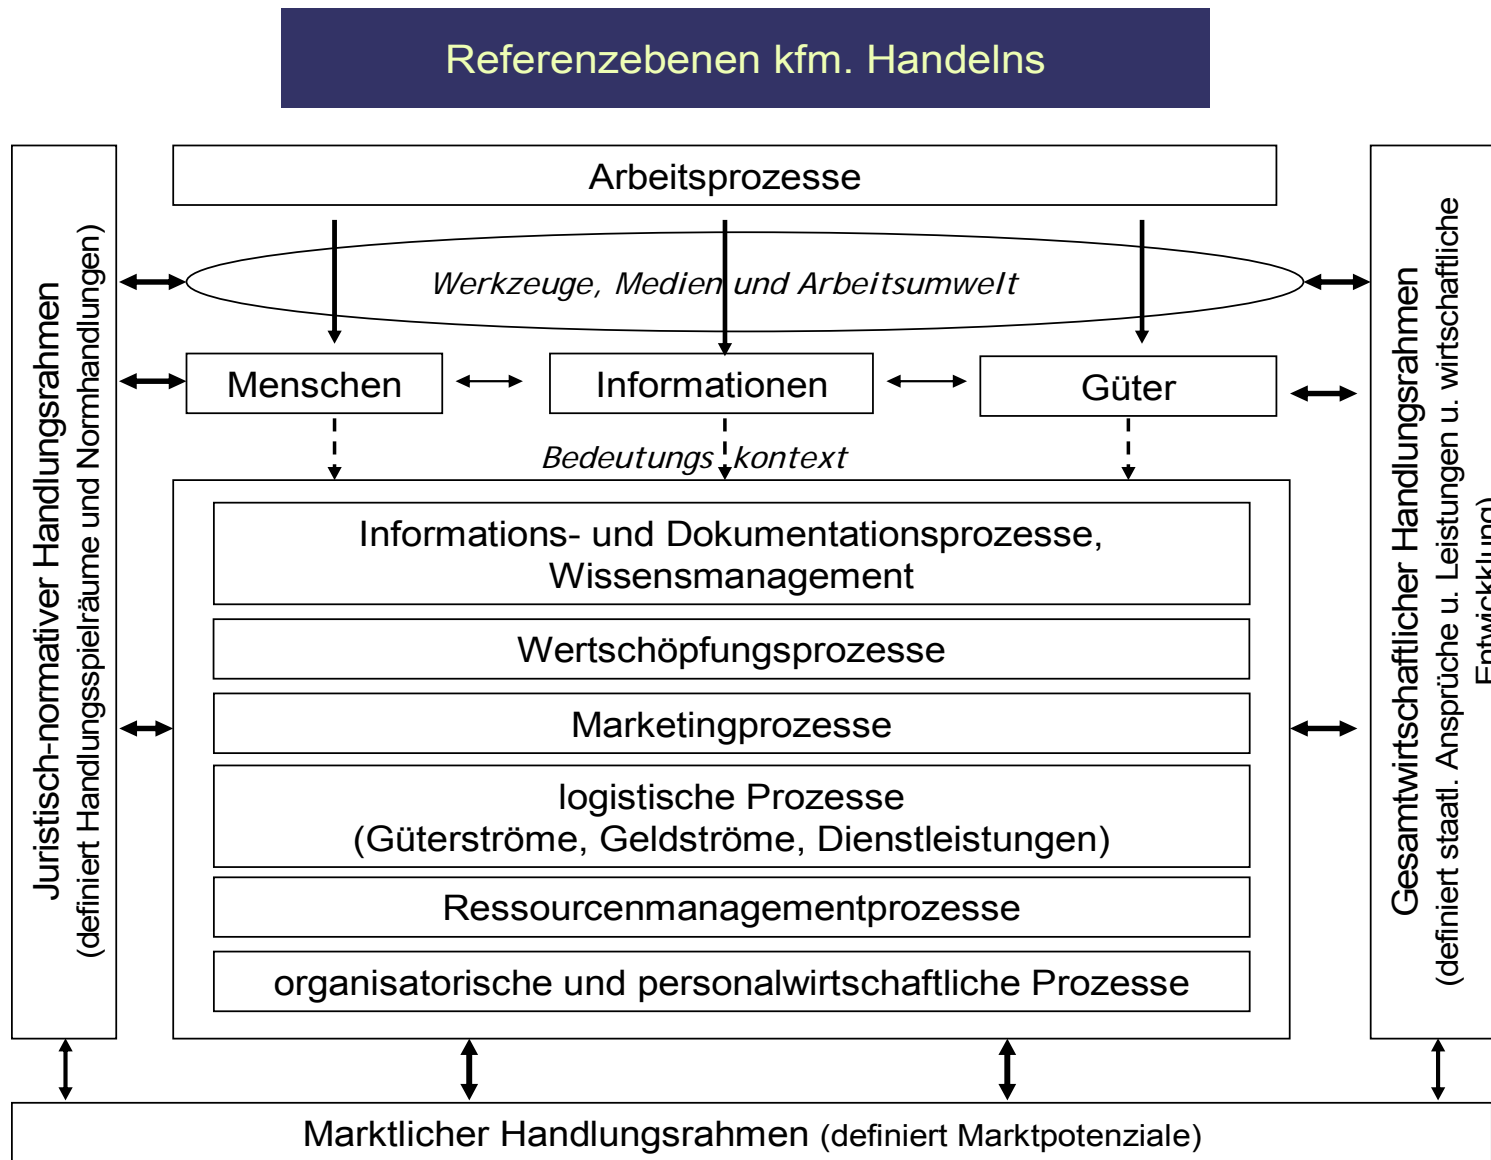 Referenzebenen kfm. Handelns
Arbeitsprozesse
Juristisch-normativer Handlungsrahmen
(definiert Handlungsspielräume und Normhandlungen)
Werkzeuge, Medien und Arbeitsumwelt
Menschen
Informationen
Güter
Bedeutungskontext
Informations- und Dokumentationsprozesse,
Wissensmanagement
Wertschöpfungsprozesse
Marketingprozesse
logistische Prozesse
(Güterströme, Geldströme, Dienstleistungen)
Ressourcenmanagementprozesse
organisatorische und personalwirtschaftliche Prozesse
Gesamtwirtschaftlicher Handlungsrahmen
(definiert staatl. Ansprüche u. Leistungen u. wirtschaftliche
Entwicklung)
Marktlicher Handlungsrahmen (definiert Marktpotenziale)